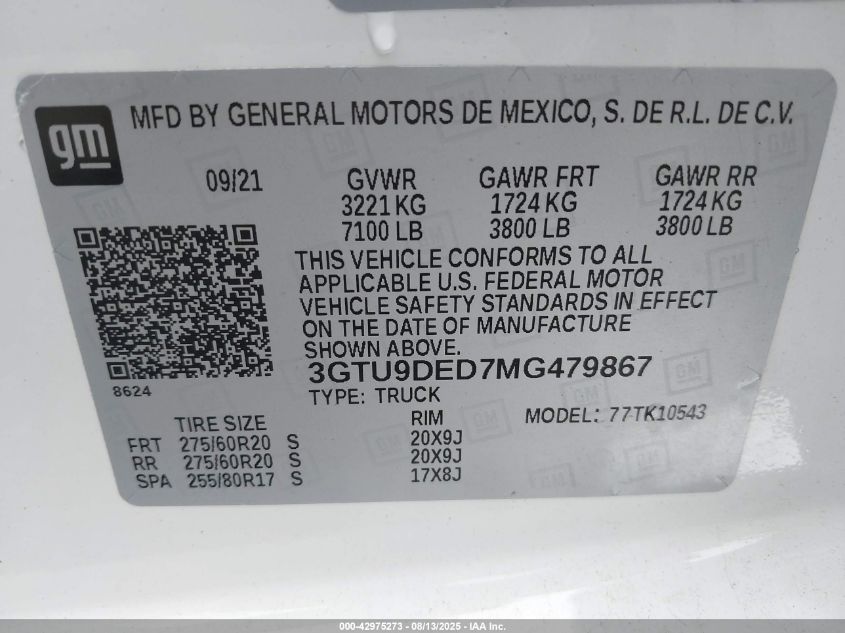 gm
MFD BY GENERAL MOTORS DE MEXICO, S. DE R.L. DE C.V.
09/21 GVWR GAWR FRT GAWR RR
3221 KG 1724 KG 1724 KG
7100 LB 3800 LB 3800 LB
THIS VEHICLE CONFORMS TO ALL
APPLICABLE U.S. FEDERAL MOTOR
VEHICLE SAFETY STANDARDS IN EFFECT
ON THE DATE OF MANUFACTURE
SHOWN ABOVE.
3GTU9DED7MG479867
8624
TYPE: TRUCK
TIRE SIZE RIM MODEL: 77TK10543
FRT 275/60R20 S 20X9J
RR 275/60R20 S 20X9J
SPA 255/80R17 S 17X8J
000-42975273 - 08/13/2025 - IAA Inc.